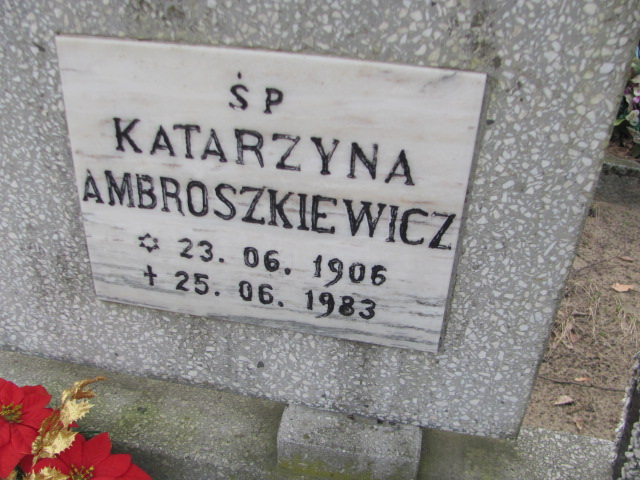 ŚP
KATARZYNA
AMBROSZKIEWICZ
✡ 23. 06. 1906
✝ 25. 06. 1983